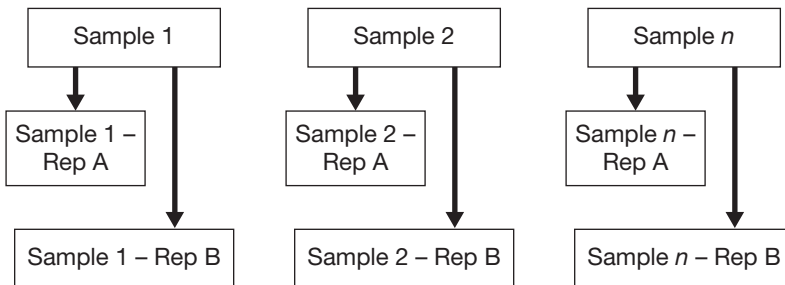 Sample 1
Sample 2
Sample n
Sample 1 –
Rep A
Sample 2 –
Rep A
Sample n –
Rep A
Sample 1 – Rep B
Sample 2 – Rep B
Sample n – Rep B